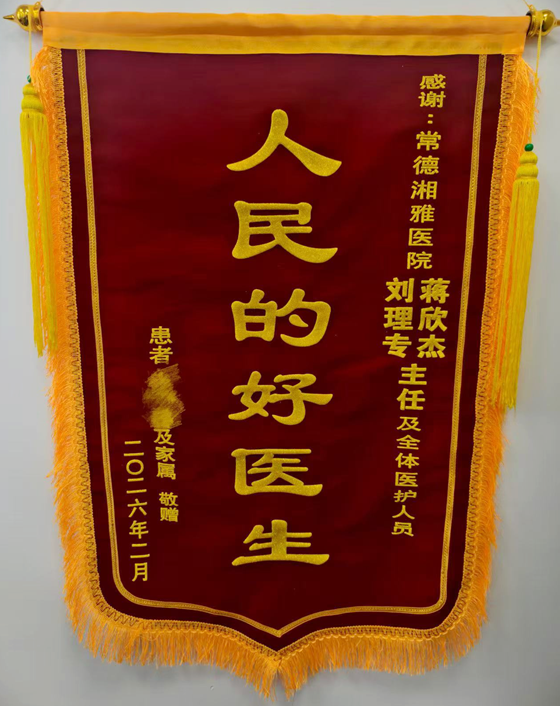 感谢：常德湘雅医院
蒋欣杰
刘理专
主任及全体医护人员
人民的好医生
患者
及家属 敬赠
二〇二六年二月